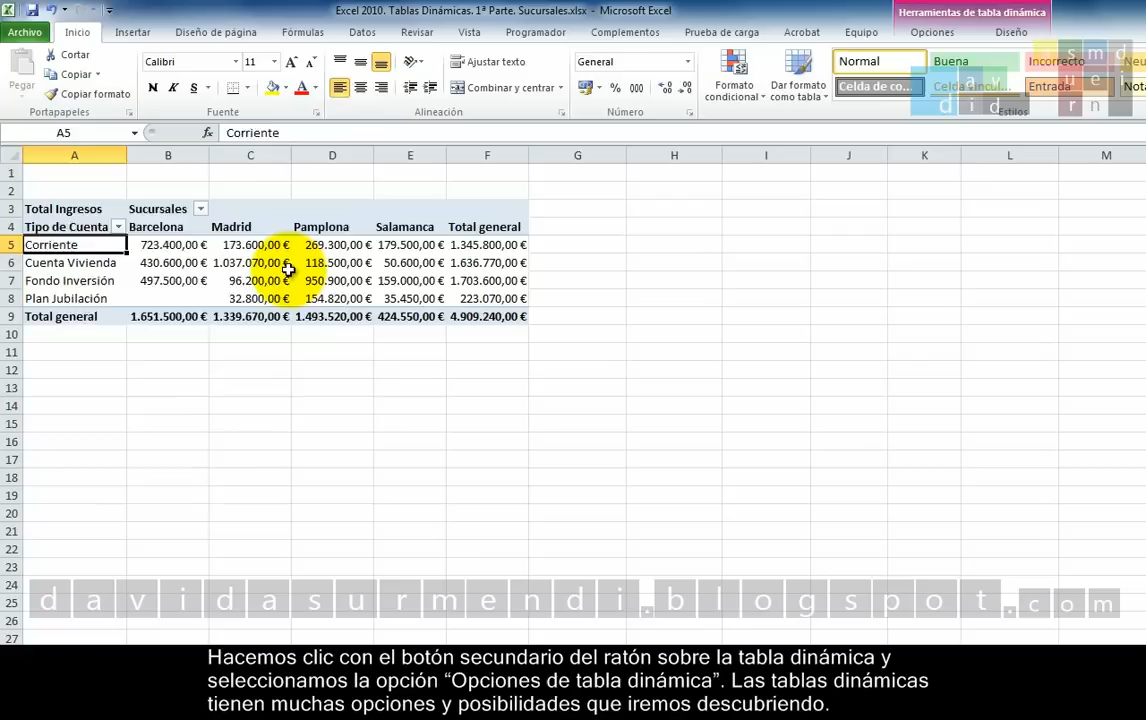 Excel 2010. Tablas Dinámicas. 1ª Parte. Sucursales.xlsx - Microsoft Excel
Herramientas de tabla dinámica
Archivo Inicio Insertar Diseño de página Fórmulas Datos Revisar Vista Programador Complementos Prueba de carga Acrobat Equipo Opciones Diseño
Pegar
Cortar
Copiar
Copiar formato
Portapapeles
Calibri 11
N K S
Fuente
Ajustar texto
Combinar y centrar
Alineación
General
% 000
Número
Formato condicional
Dar formato como tabla
Normal Buena Incorrecto Neu
Celda de co... Celda vincul... Entrada Nota
Estilos
s m d
a v u e i
d i d r n
A5 fx Corriente
A B C D E F G H I J K L M
1
2
3 Total Ingresos Sucursales
4 Tipo de Cuenta Barcelona Madrid Pamplona Salamanca Total general
5 Corriente 723.400,00 € 173.600,00 € 269.300,00 € 179.500,00 € 1.345.800,00 €
6 Cuenta Vivienda 430.600,00 € 1.037.070,00 € 118.500,00 € 50.600,00 € 1.636.770,00 €
7 Fondo Inversión 497.500,00 € 96.200,00 € 950.900,00 € 159.000,00 € 1.703.600,00 €
8 Plan Jubilación 32.800,00 € 154.820,00 € 35.450,00 € 223.070,00 €
9 Total general 1.651.500,00 € 1.339.670,00 € 1.493.520,00 € 424.550,00 € 4.909.240,00 €
10
11
12
13
14
15
16
17
18
19
20
21
22
23
24
25
26
27
davidasurmendi.blogspot.com
Hacemos clic con el botón secundario del ratón sobre la tabla dinámica y
seleccionamos la opción “Opciones de tabla dinámica”. Las tablas dinámicas
tienen muchas opciones y posibilidades que iremos descubriendo.